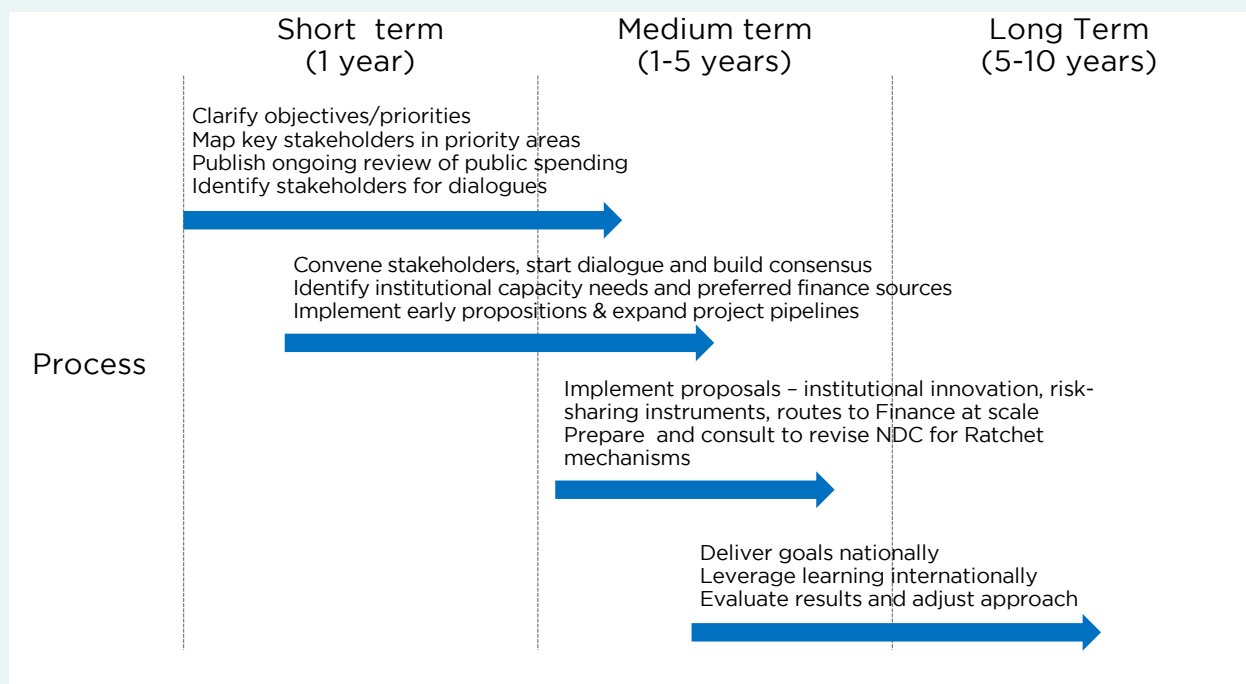 Short term
(1 year)
Medium term
(1-5 years)
Long Term
(5-10 years)
Clarify objectives/priorities
Map key stakeholders in priority areas
Publish ongoing review of public spending
Identify stakeholders for dialogues
Convene stakeholders, start dialogue and build consensus
Identify institutional capacity needs and preferred finance sources
Implement early propositions & expand project pipelines
Process
Implement proposals – institutional innovation, risk-
sharing instruments, routes to Finance at scale
Prepare and consult to revise NDC for Ratchet
mechanisms
Deliver goals nationally
Leverage learning internationally
Evaluate results and adjust approach